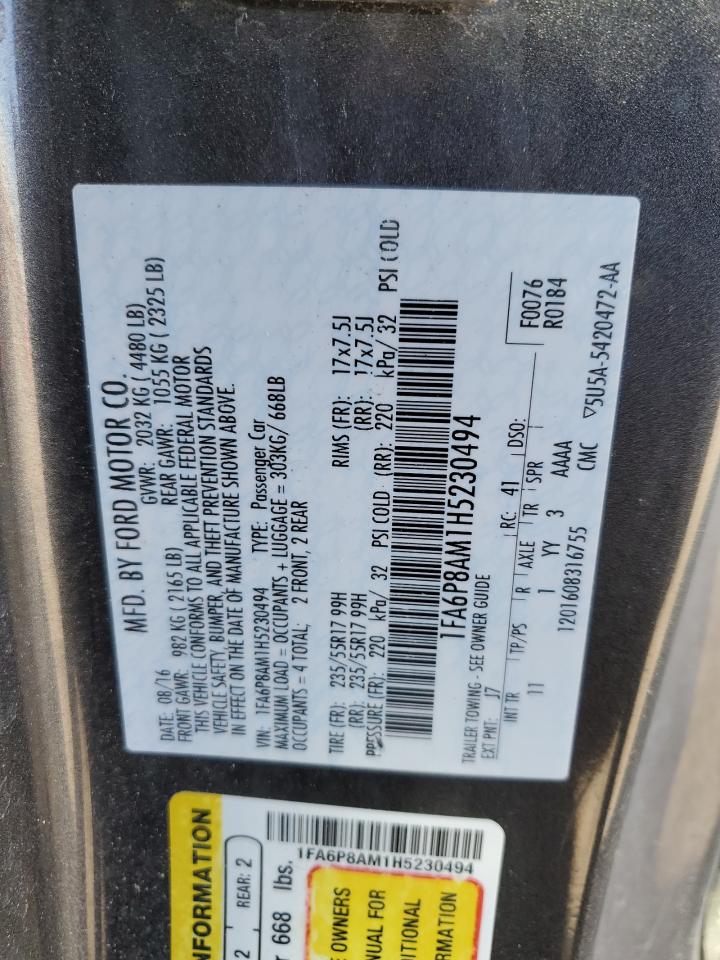 MFD. BY FORD MOTOR CO.
DATE: 08/16 GVWR: 2032 KG ( 4480 LB)
FRONT GAWR: 982 KG ( 2165 LB) REAR GAWR: 1055 KG ( 2325 LB)
THIS VEHICLE CONFORMS TO ALL APPLICABLE FEDERAL MOTOR
VEHICLE SAFETY, BUMPER, AND THEFT PREVENTION STANDARDS
IN EFFECT ON THE DATE OF MANUFACTURE SHOWN ABOVE.
VIN: 1FA6P8AM1H5230494 TYPE: Passenger Car
MAXIMUM LOAD = OCCUPANTS + LUGGAGE = 303KG/ 668LB
OCCUPANTS = 4 TOTAL; 2 FRONT, 2 REAR
TIRE (FR): 235/55R17 99H RIMS (FR): 17x7.5J
(RR): 235/55R17 99H (RR): 17x7.5J
PRESSURE (FR): 220 kPa/ 32 PSI COLD (RR): 220 kPa/ 32 PSI COLD
1FA6P8AM1H5230494
TRAILER TOWING - SEE OWNER GUIDE
EXT PNT: J7 RC: 41 DSO: F0076
R0184
INT TR TP/PS R AXLE TR SPR
11 1 YY 3 AAAA
1201608316755 CMC ▽5U5A-5420472-AA
NFORMATION
2 REAR: 2
668 lbs.
1FA6P8AM1H5230494
OWNERS
FOR